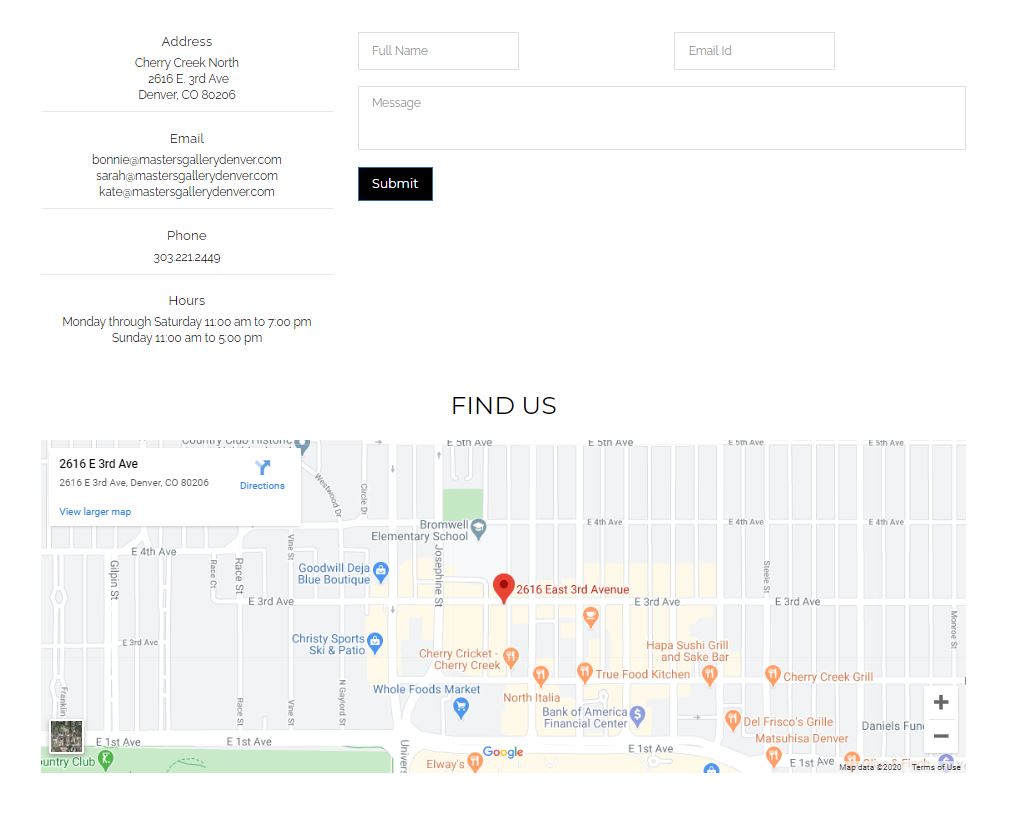 Address
Cherry Creek North
2616 E. 3rd Ave
Denver, CO 80206
Email
bonnie@mastersgallerydenver.com
sarah@mastersgallerydenver.com
kate@mastersgallerydenver.com
Phone
303.221.2449
Hours
Monday through Saturday 11:00 am to 7:00 pm
Sunday 11:00 am to 5:00 pm
Full Name
Email Id
Message
Submit
FIND US
2616 E 3rd Ave
2616 E 3rd Ave, Denver, CO 80206
Directions
View larger map
Country Club Historic
E 5th Ave
E 5th Ave
E 5th Ave
E 5th Ave
Westwood Dr
Circle Dr
Bromwell
Elementary School
E 4th Ave
E 4th Ave
E 4th Ave
E 4th Ave
Vine St
Josephine St
Gilpin St
Race Ct
Race St
Goodwill Deja
Blue Boutique
Steele St
2616 East 3rd Avenue
E 3rd Ave
E 3rd Ave
E 3rd Ave
E 3rd Ave
Monroe St
Christy Sports
Ski & Patio
Cherry Cricket -
Cherry Creek
Hapa Sushi Grill
and Sake Bar
True Food Kitchen
Cherry Creek Grill
North Italia
Whole Foods Market
Franklin
Race St
Vine St
N Gaylord St
Bank of America
Financial Center
Del Frisco's Grille
Matsuhisa Denver
Daniels Fund
E 1st Ave
E 1st Ave
E 1st Ave
E 1st Ave
Univers
Google
ountry Club
Elway's
Map data ©2020
Terms of Use